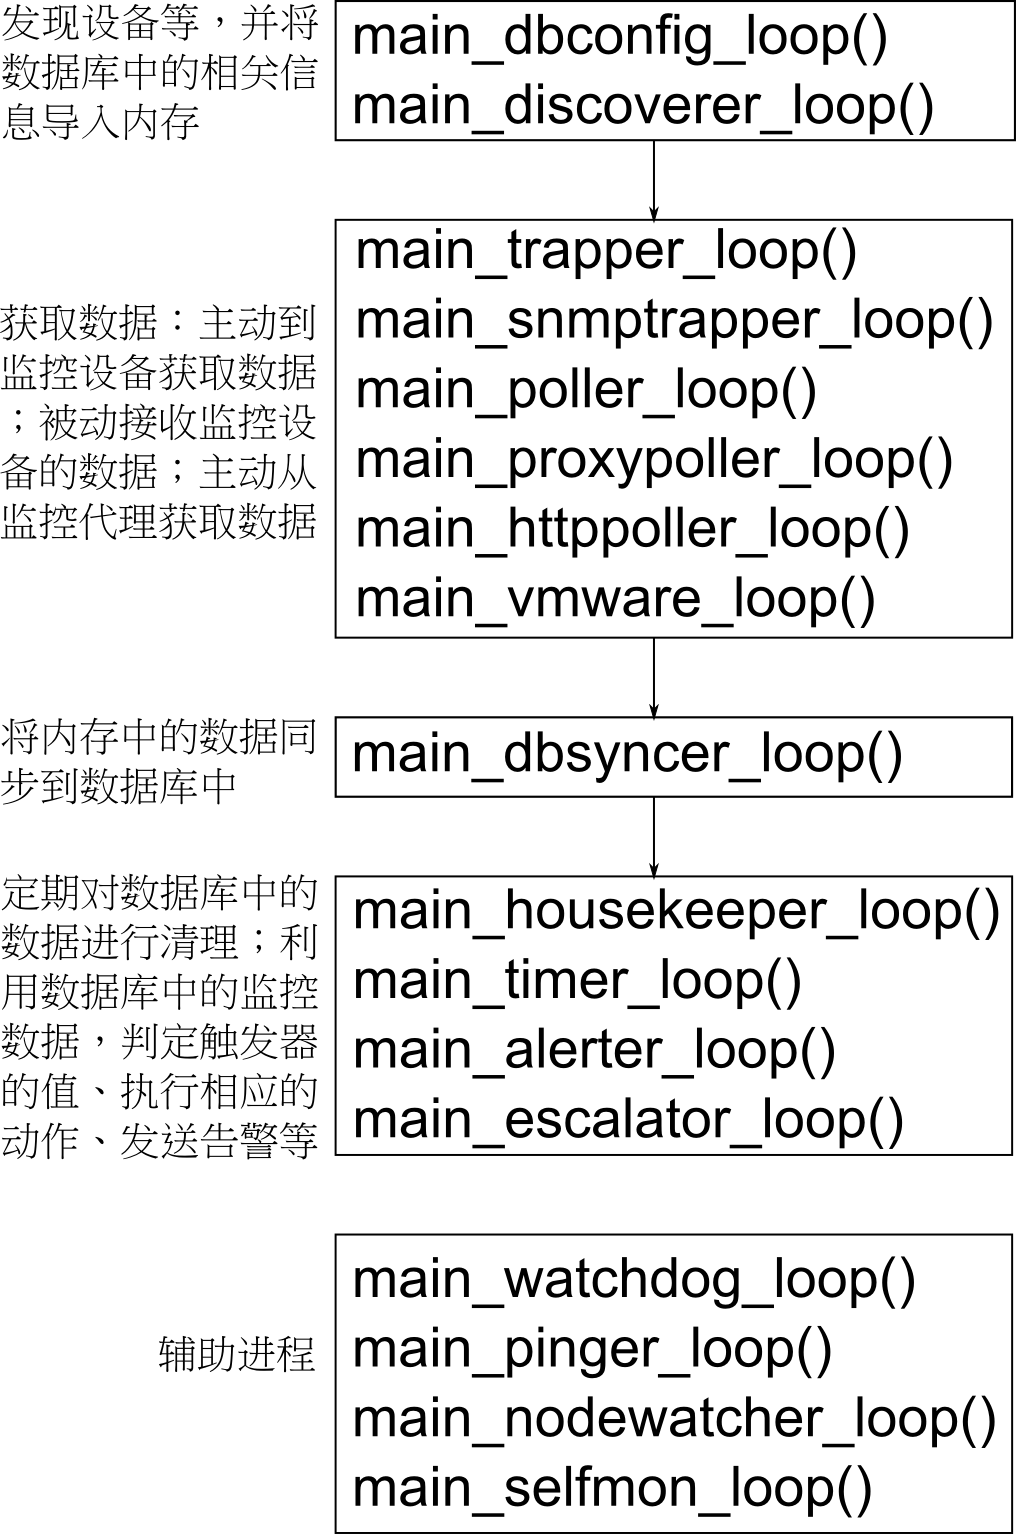 发现设备等，并将
数据库中的相关信
息导入内存
main_dbconfig_loop()
main_discoverer_loop()
获取数据：主动到
监控设备获取数据
；被动接收监控设
备的数据；主动从
监控代理获取数据
main_trapper_loop()
main_snmptrapper_loop()
main_poller_loop()
main_proxypoller_loop()
main_httppoller_loop()
main_vmware_loop()
将内存中的数据同
步到数据库中
main_dbsyncer_loop()
定期对数据库中的
数据进行清理；利
用数据库中的监控
数据，判定触发器
的值、执行相应的
动作、发送告警等
main_housekeeper_loop()
main_timer_loop()
main_alerter_loop()
main_escalator_loop()
辅助进程
main_watchdog_loop()
main_pinger_loop()
main_nodewatcher_loop()
main_selfmon_loop()